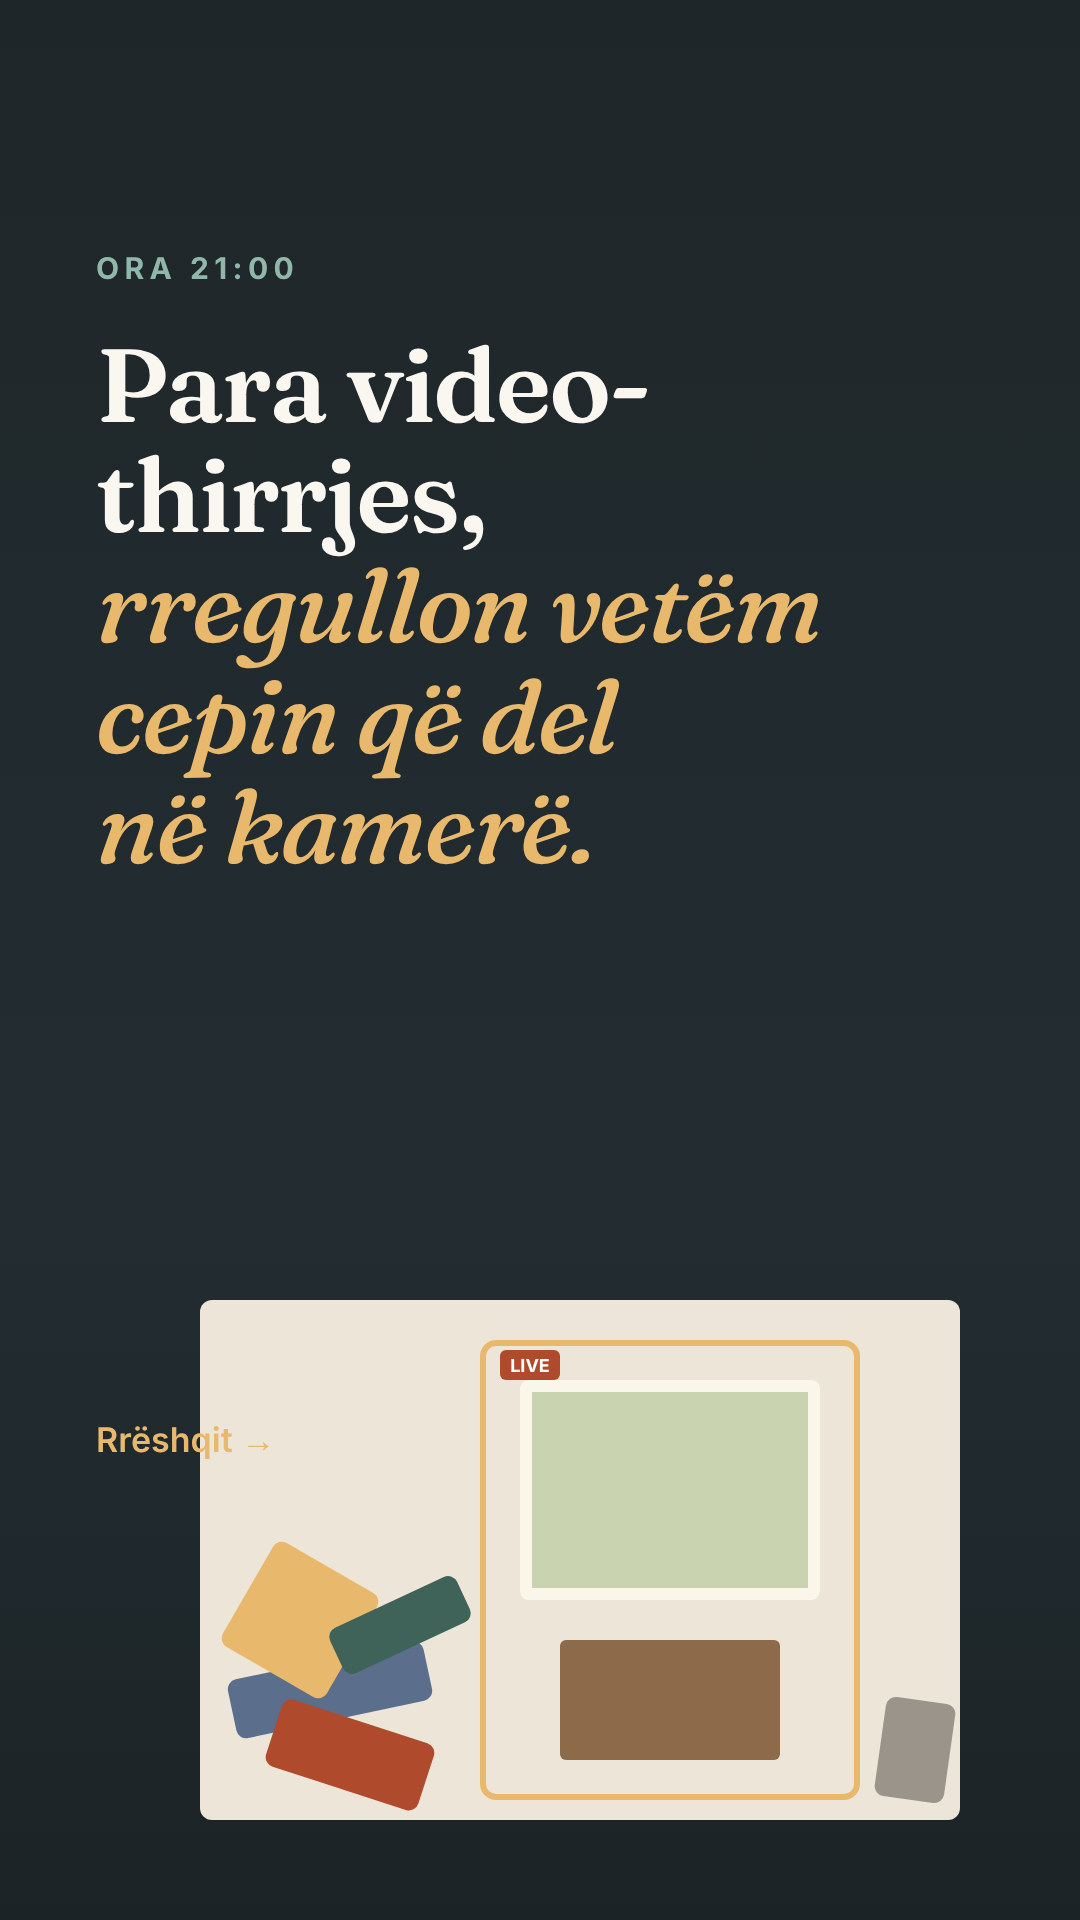 ORA 21:00
Para video-
thirrjes,
rregullon vetëm
cepin që del
në kamerë.
LIVE
Rrëshqit →